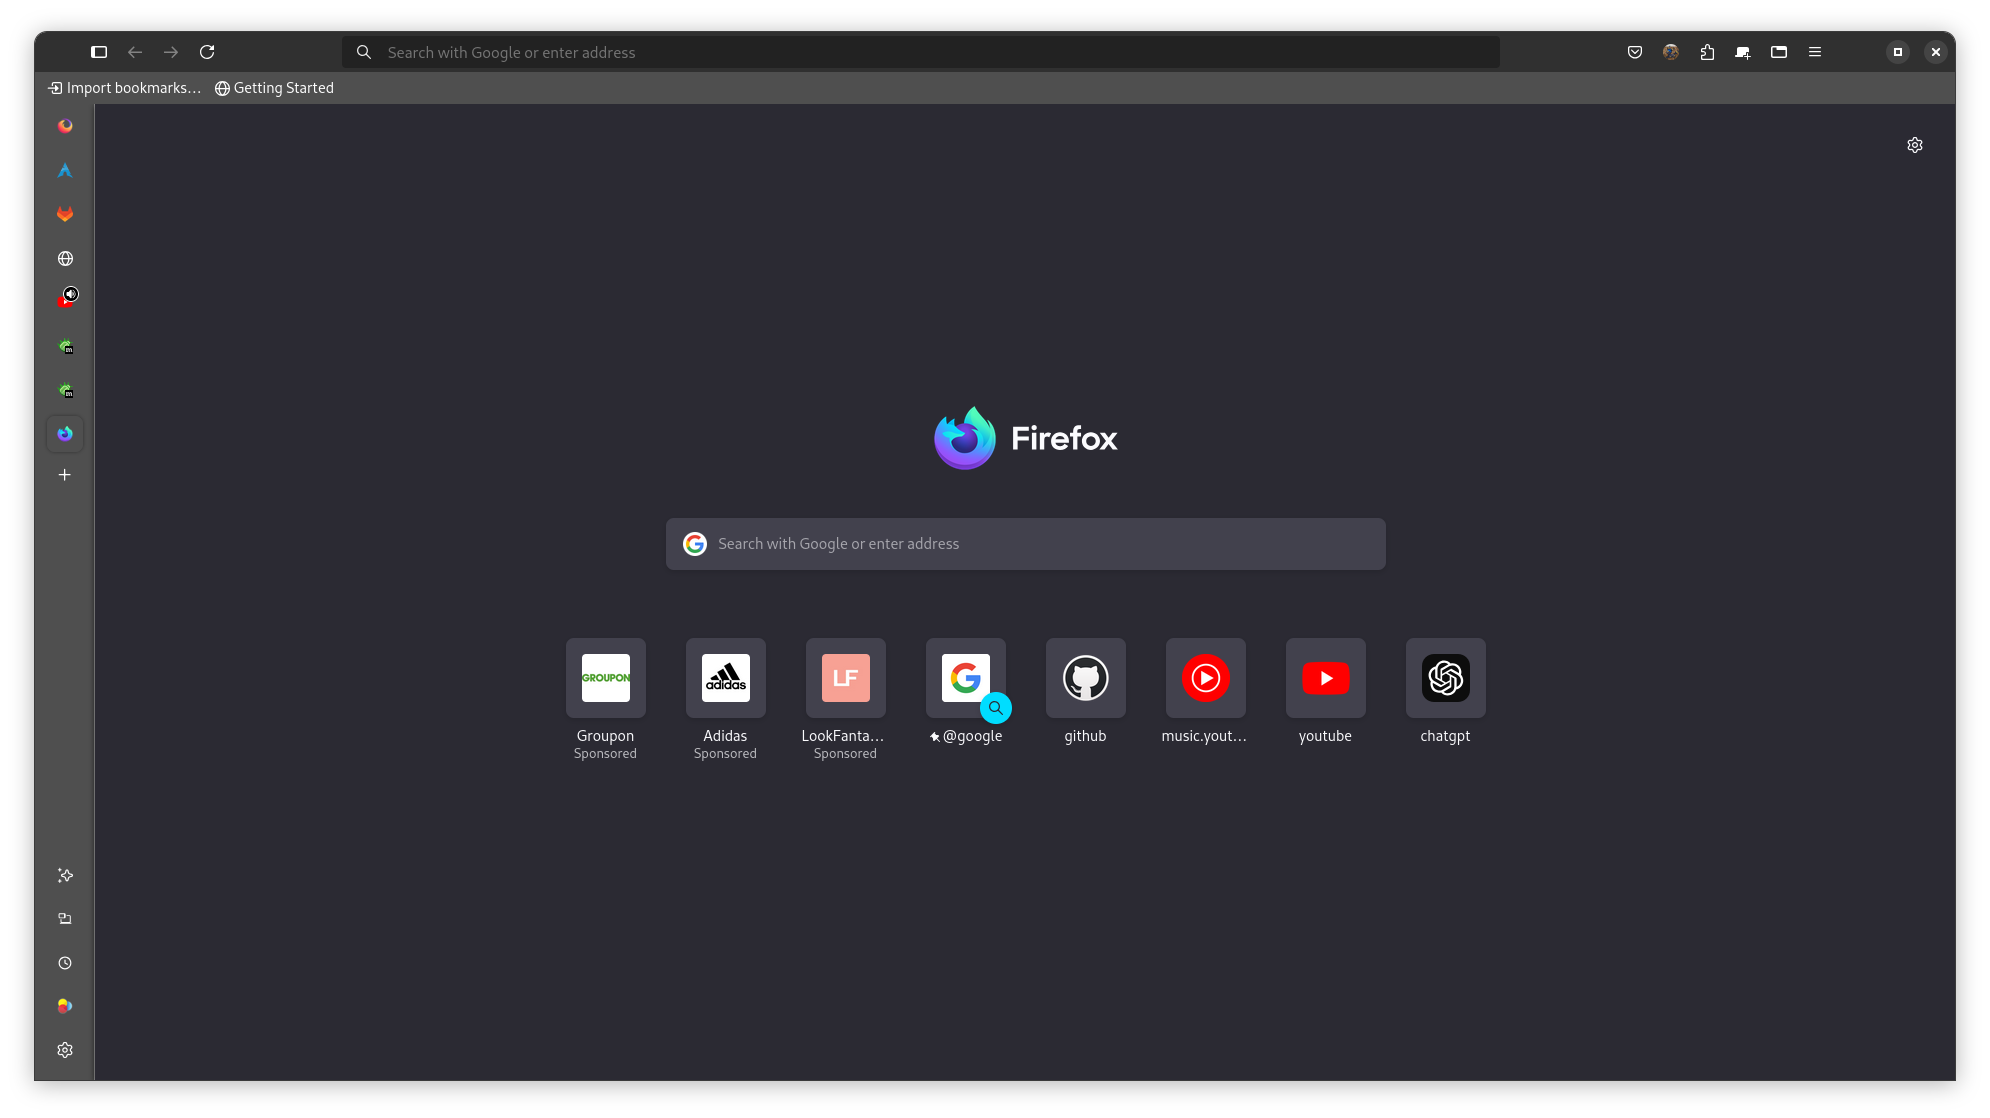 Search with Google or enter address
Import bookmarks...
Getting Started
Firefox
Search with Google or enter address
GROUPON
adidas
LF
Groupon
Sponsored
Adidas
Sponsored
LookFanta...
Sponsored
@google
github
music.yout...
youtube
chatgpt